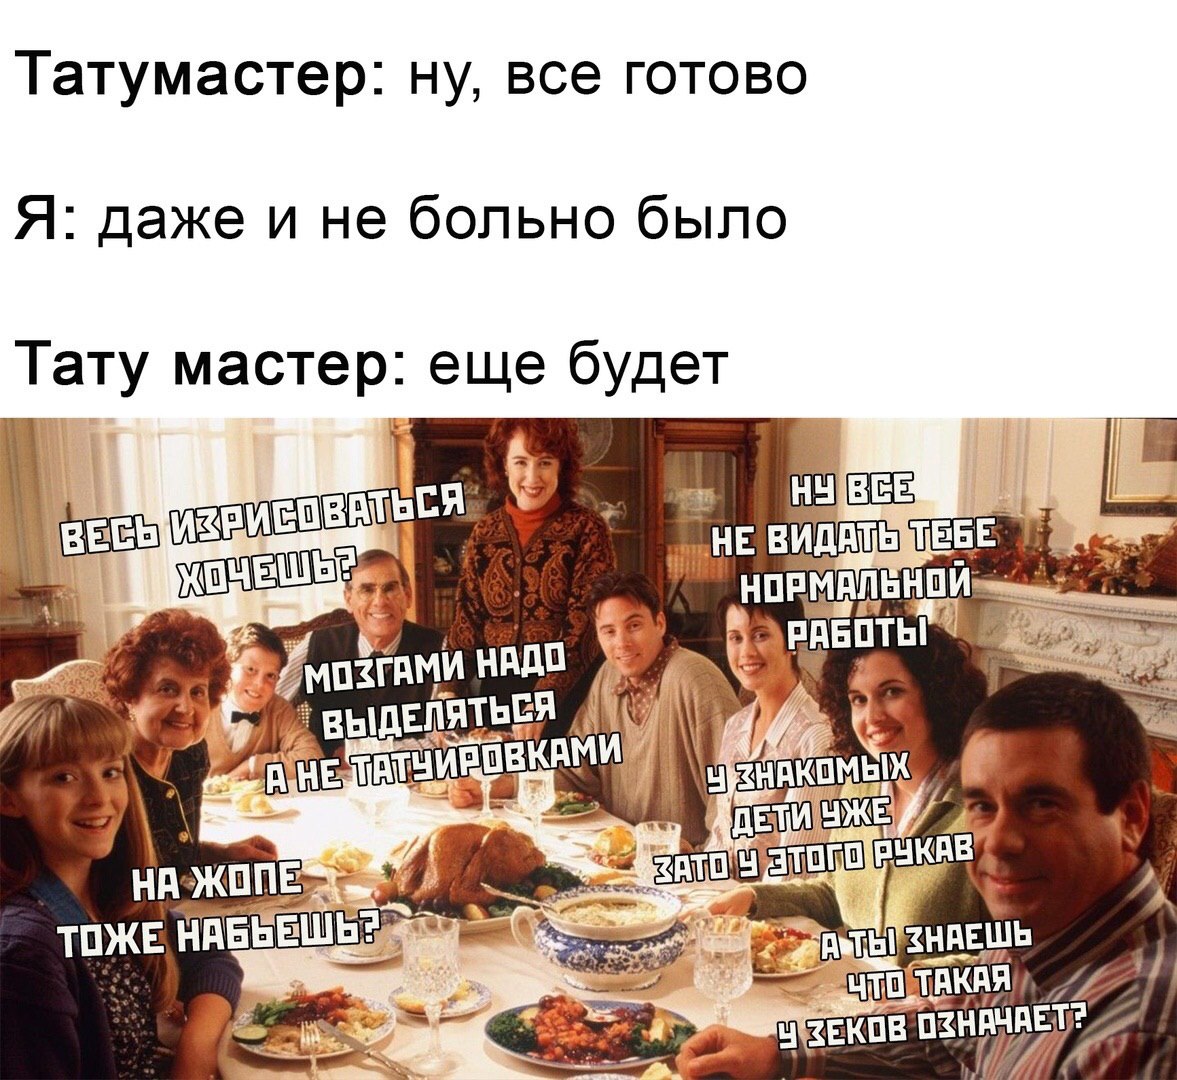 Татумастер: ну, все готово
Я: даже и не больно было
Тату мастер: еще будет
ВЕСЬ ИЗРИСОВАТЬСЯ
ХОЧЕШЬ?
НУ ВСЕ
НЕ ВИДАТЬ ТЕБЕ
НОРМАЛЬНОЙ
РАБОТЫ
МОЗГАМИ НАДО
ВЫДЕЛЯТЬСЯ
А НЕ ТАТУИРОВКАМИ
У ЗНАКОМЫХ
ДЕТИ УЖЕ
ЗАТО У ЭТОГО РУКАВ
НА ЖОПЕ
ТОЖЕ НАБЬЕШЬ?
А ТЫ ЗНАЕШЬ
ЧТО ТАКАЯ
У ЗЕКОВ ОЗНАЧАЕТ?